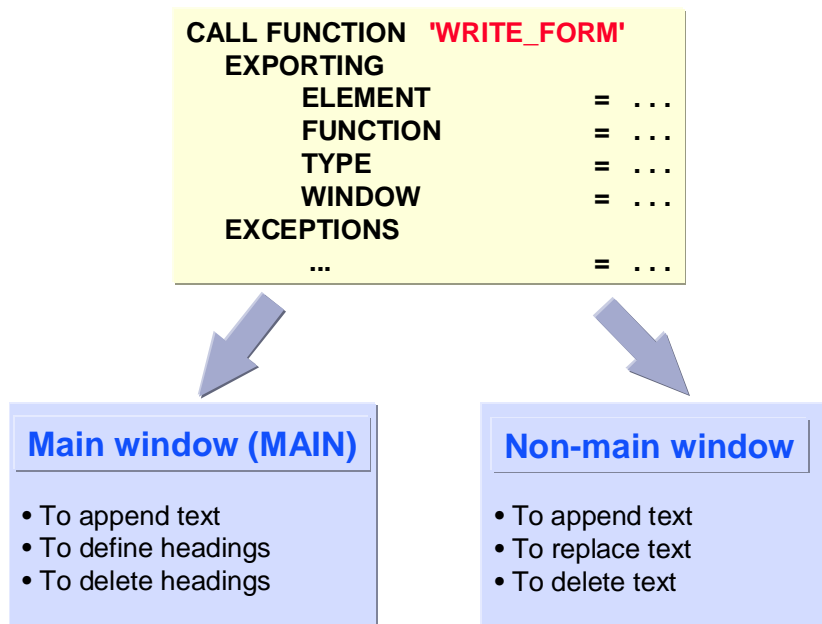 CALL FUNCTION 'WRITE_FORM'
EXPORTING
ELEMENT = . . .
FUNCTION = . . .
TYPE = . . .
WINDOW = . . .
EXCEPTIONS
... = . . .
Main window (MAIN)
• To append text
• To define headings
• To delete headings
Non-main window
• To append text
• To replace text
• To delete text